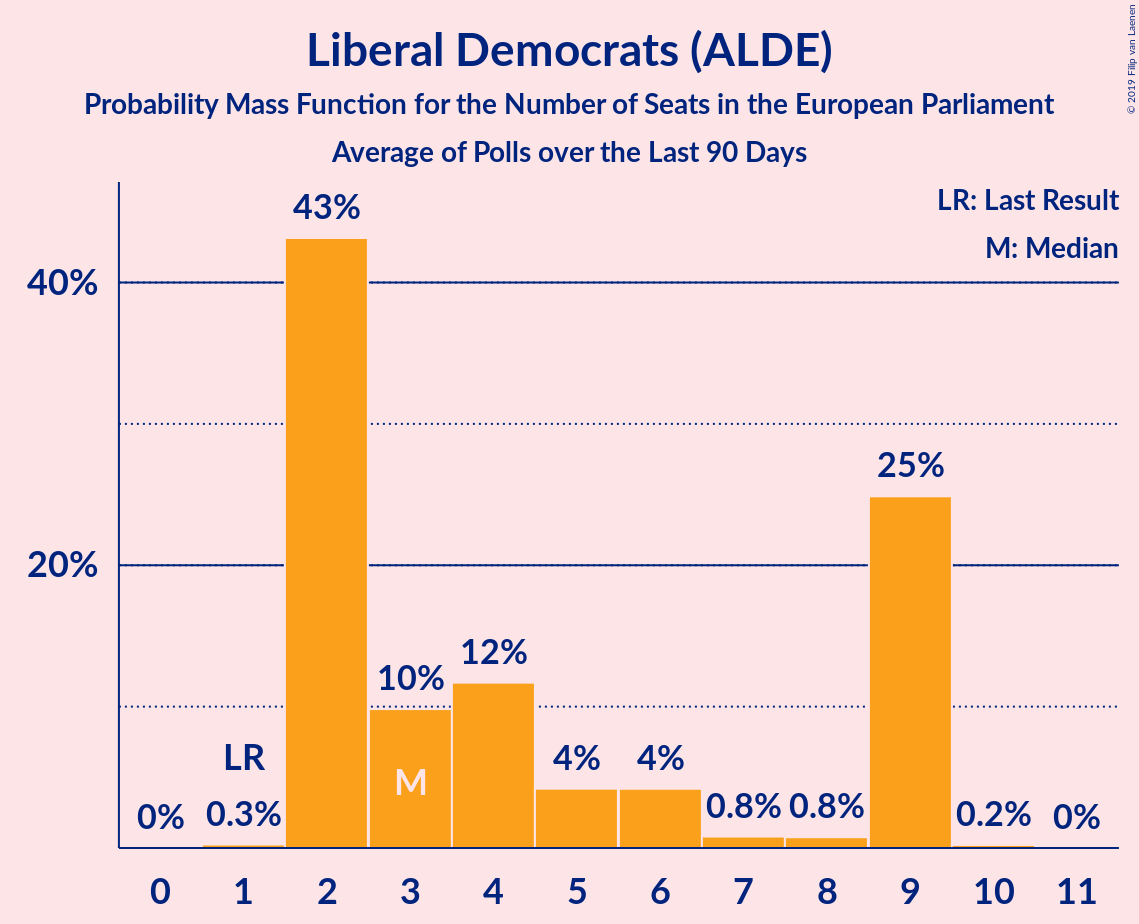 Liberal Democrats (ALDE)
Probability Mass Function for the Number of Seats in the European Parliament
Average of Polls over the Last 90 Days
© 2019 Filip van Laenen
LR: Last Result
M: Median
43%
40%
25%
20%
12%
10%
LR
4%
4%
M
0%
0.3%
0.8%
0.8%
0.2%
0%
0 1 2 3 4 5 6 7 8 9 10 11